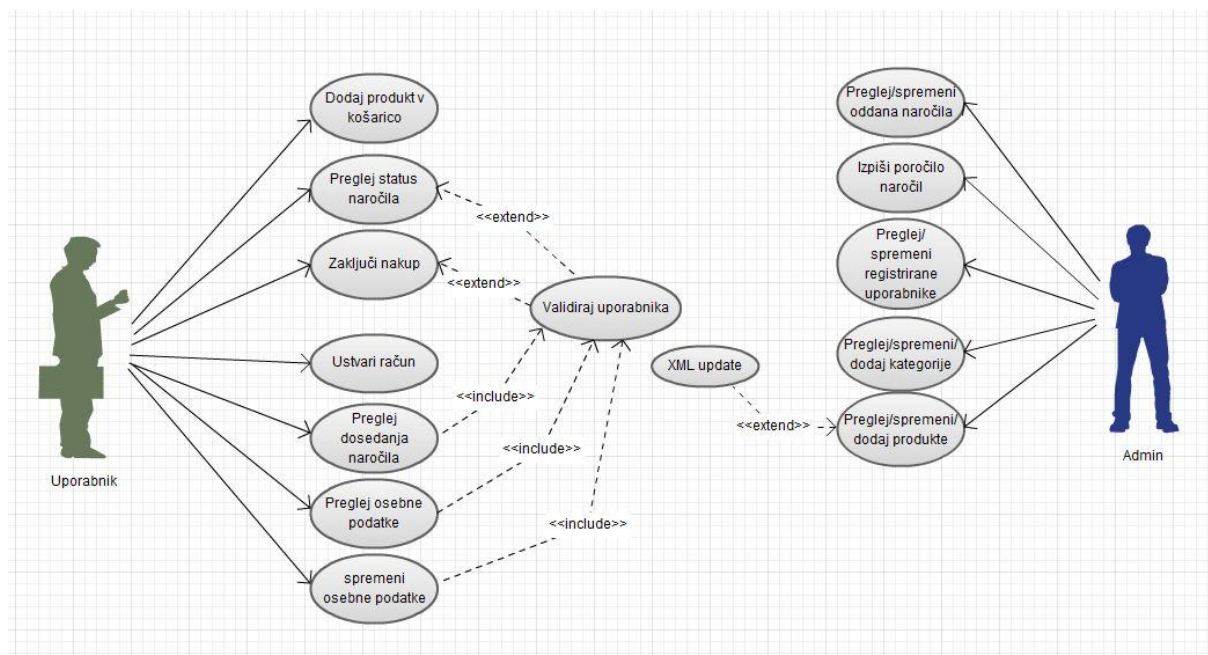 Dodaj produkt v
košarico
Preglej status
naročila
<<extend>>
Zaključi nakup
<<extend>>
Validiraj uporabnika
Ustvari račun
<<include>>
Preglej
dosedanja
naročila
<<include>>
Preglej osebne
podatke
<<include>>
spremeni
osebne podatke
Uporabnik
Preglej/spremeni
oddana naročila
Izpiši poročilo
naročil
Preglej/
spremeni
registrirane
uporabnike
Preglej/spremeni/
dodaj kategorije
XML update
<<extend>>
Preglej/spremeni/
dodaj produkte
Admin